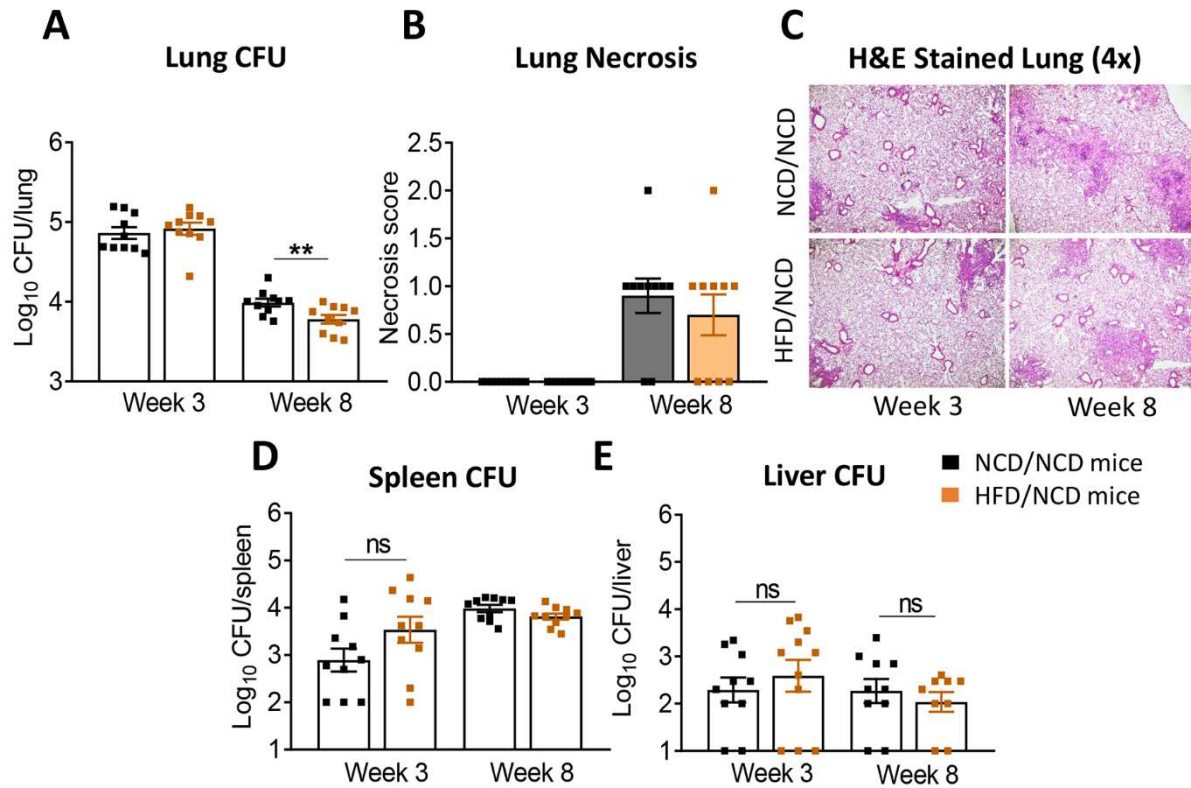 A
Lung CFU
Log10 CFU/lung
6
5
4
3
**
Week 3
Week 8
B
Lung Necrosis
Necrosis score
2.5
2.0
1.5
1.0
0.5
0.0
Week 3
Week 8
C
H&E Stained Lung (4x)
NCD/NCD
HFD/NCD
Week 3
Week 8
D
Spleen CFU
Log10 CFU/spleen
6
5
4
3
2
1
ns
Week 3
Week 8
E
Liver CFU
Log10 CFU/liver
6
5
4
3
2
1
ns
ns
Week 3
Week 8
NCD/NCD mice
HFD/NCD mice